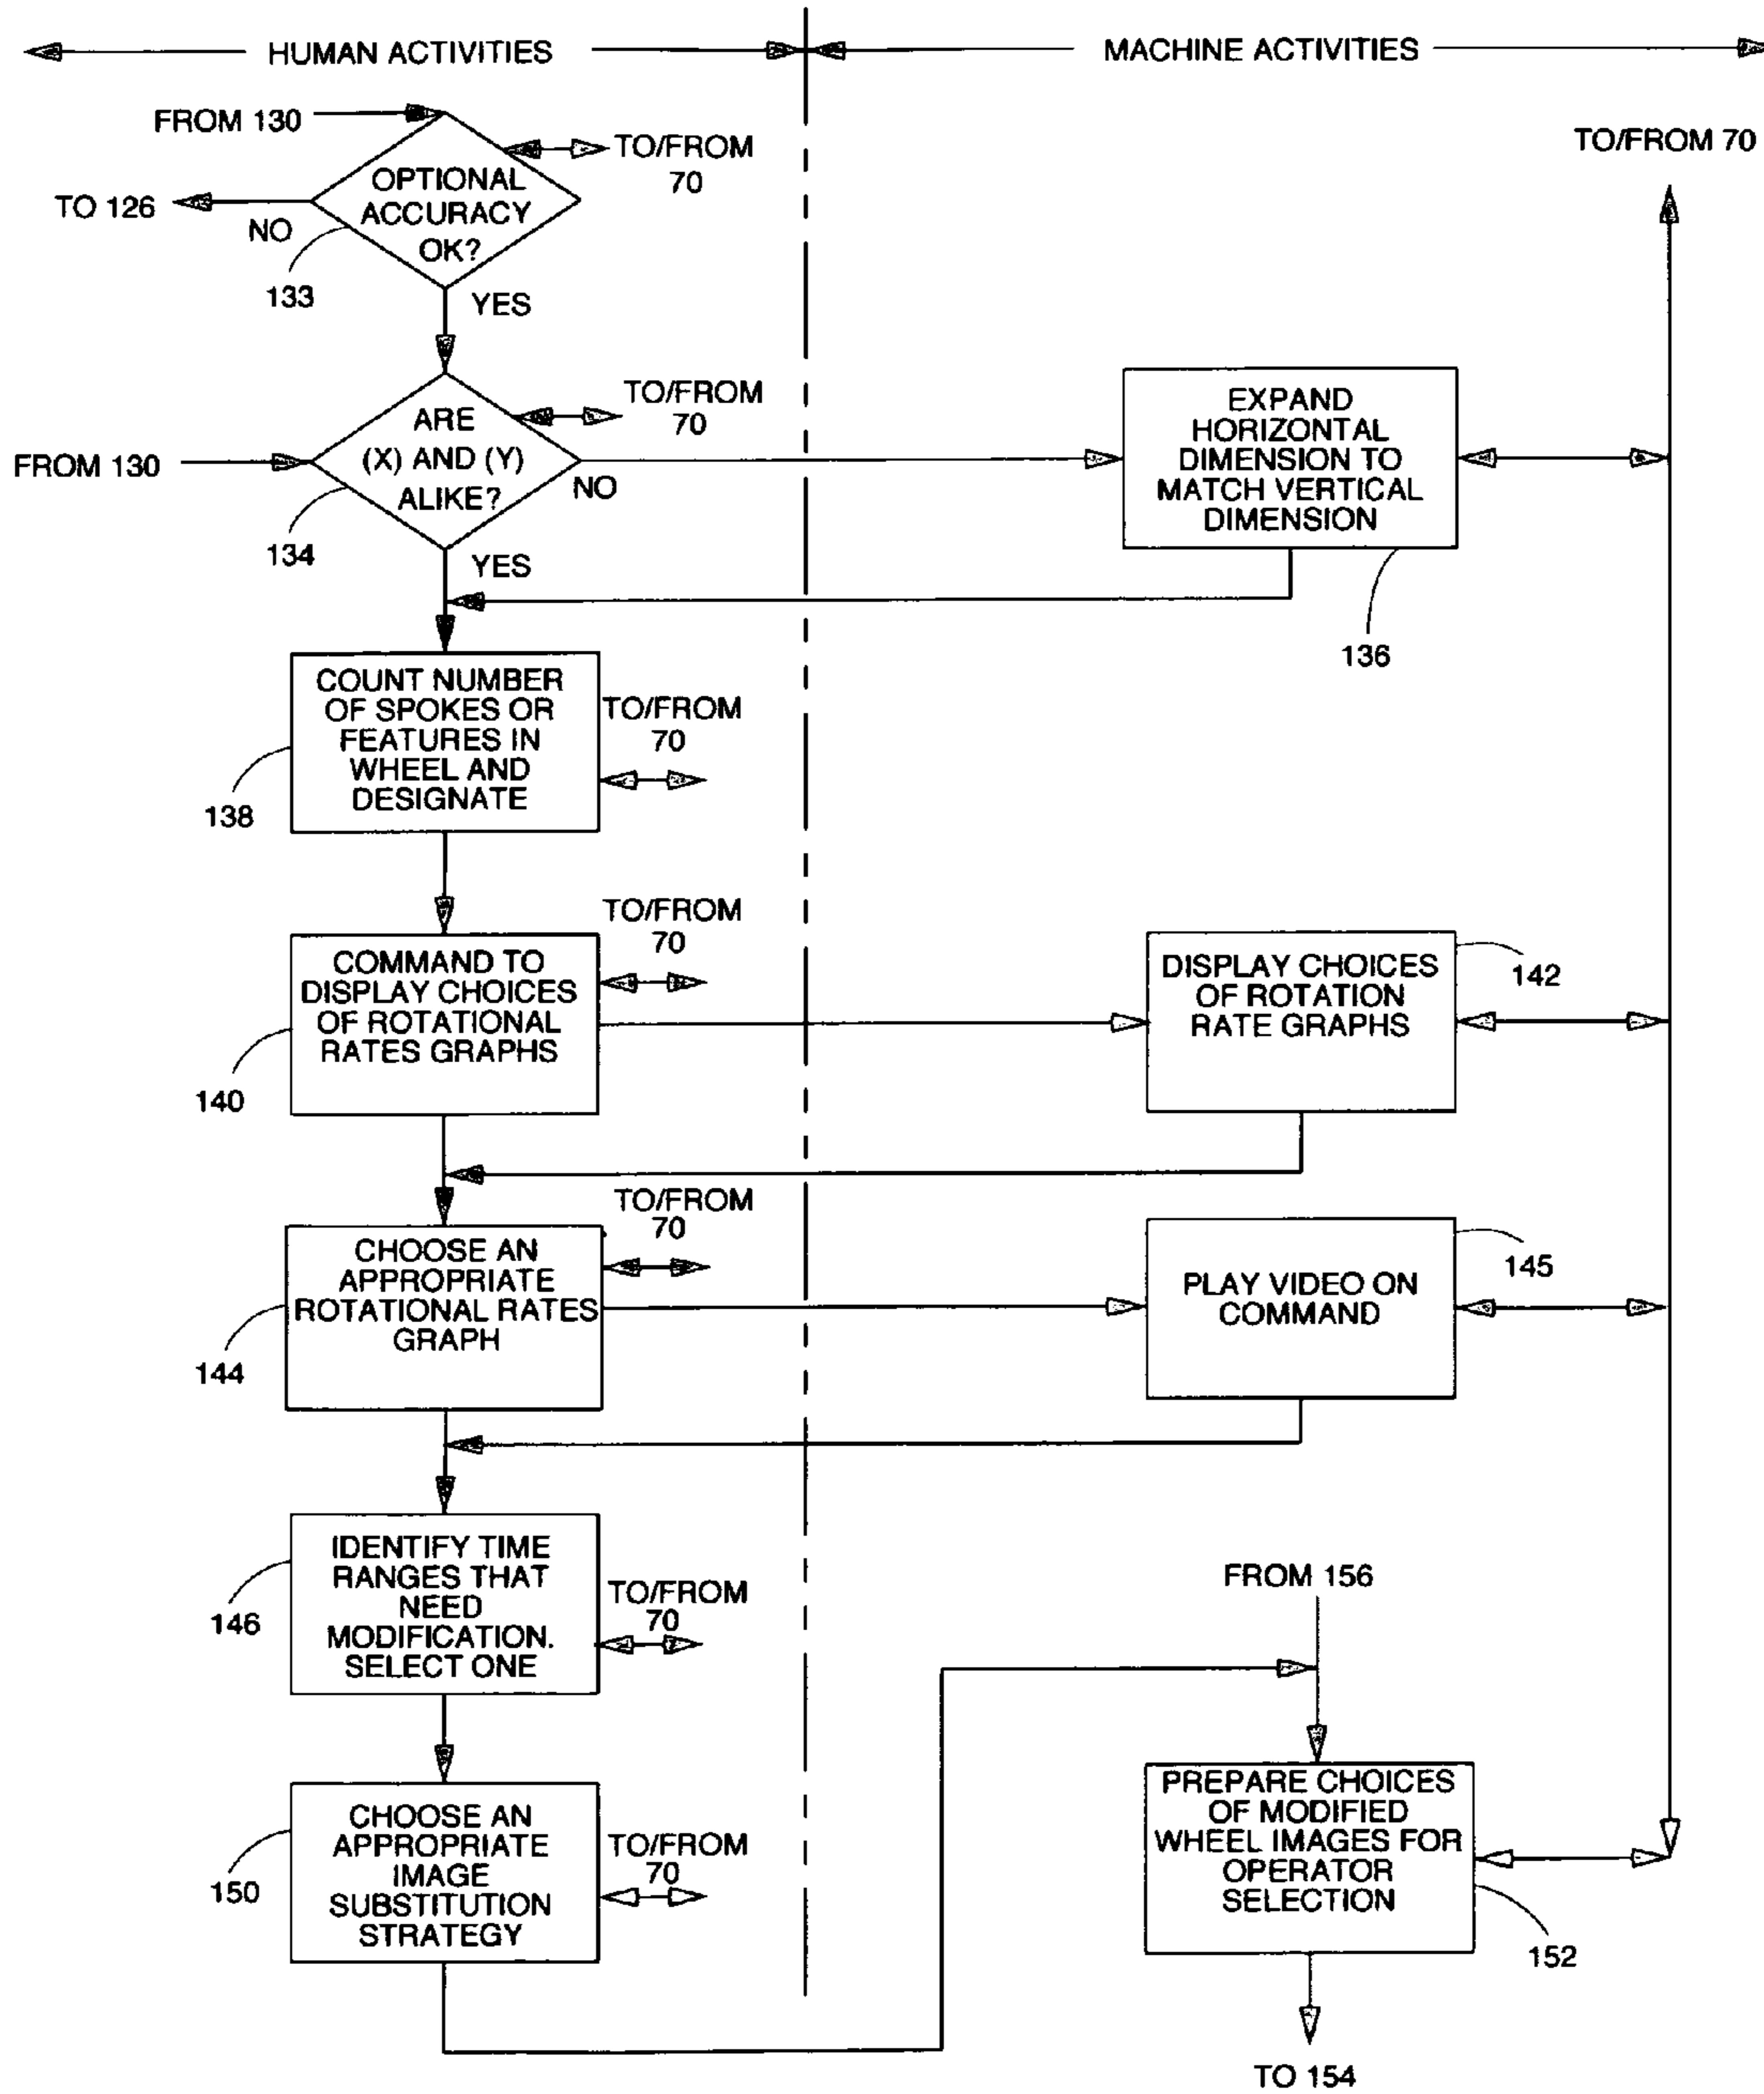 HUMAN ACTIVITIES
MACHINE ACTIVITIES
FROM 130
TO/FROM
70
TO/FROM 70
OPTIONAL
ACCURACY
OK?
TO 126
NO
133
YES
TO/FROM
70
ARE
(X) AND (Y)
ALIKE?
FROM 130
NO
134
YES
EXPAND
HORIZONTAL
DIMENSION TO
MATCH VERTICAL
DIMENSION
136
COUNT NUMBER
OF SPOKES OR
FEATURES IN
WHEEL AND
DESIGNATE
TO/FROM
70
138
TO/FROM
70
COMMAND TO
DISPLAY CHOICES
OF ROTATIONAL
RATES GRAPHS
140
DISPLAY CHOICES
OF ROTATION
RATE GRAPHS
142
TO/FROM
70
CHOOSE AN
APPROPRIATE
ROTATIONAL RATES
GRAPH
144
PLAY VIDEO ON
COMMAND
145
IDENTIFY TIME
RANGES THAT
NEED
MODIFICATION.
SELECT ONE
TO/FROM
70
146
FROM 156
CHOOSE AN
APPROPRIATE
IMAGE
SUBSTITUTION
STRATEGY
TO/FROM
70
150
PREPARE CHOICES
OF MODIFIED
WHEEL IMAGES FOR
OPERATOR
SELECTION
152
TO 154